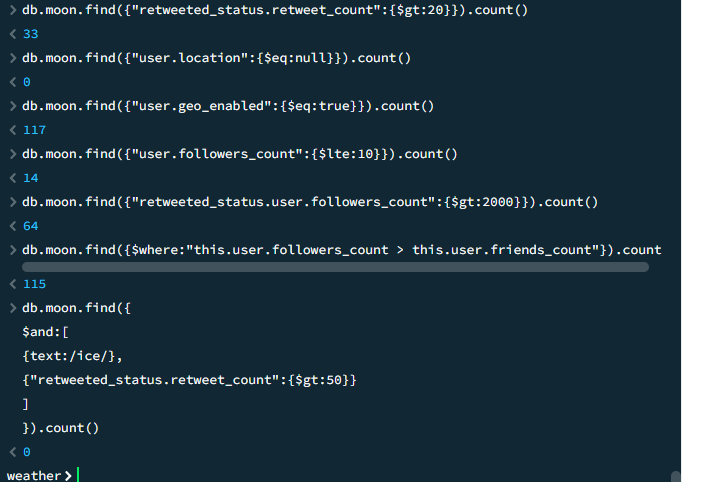 > db.moon.find({"retweeted_status.retweet_count":{$gt:20}}).count()
< 33
> db.moon.find({"user.location":{$eq:null}}).count()
< 0
> db.moon.find({"user.geo_enabled":{$eq:true}}).count()
< 117
> db.moon.find({"user.followers_count":{$lte:10}}).count()
< 14
> db.moon.find({"retweeted_status.user.followers_count":{$gt:2000}}).count()
< 64
> db.moon.find({$where:"this.user.followers_count > this.user.friends_count"}).count
< 115
> db.moon.find({
$and:[
{text:/ice/},
{"retweeted_status.retweet_count":{$gt:50}}
]
}).count()
< 0
weather>